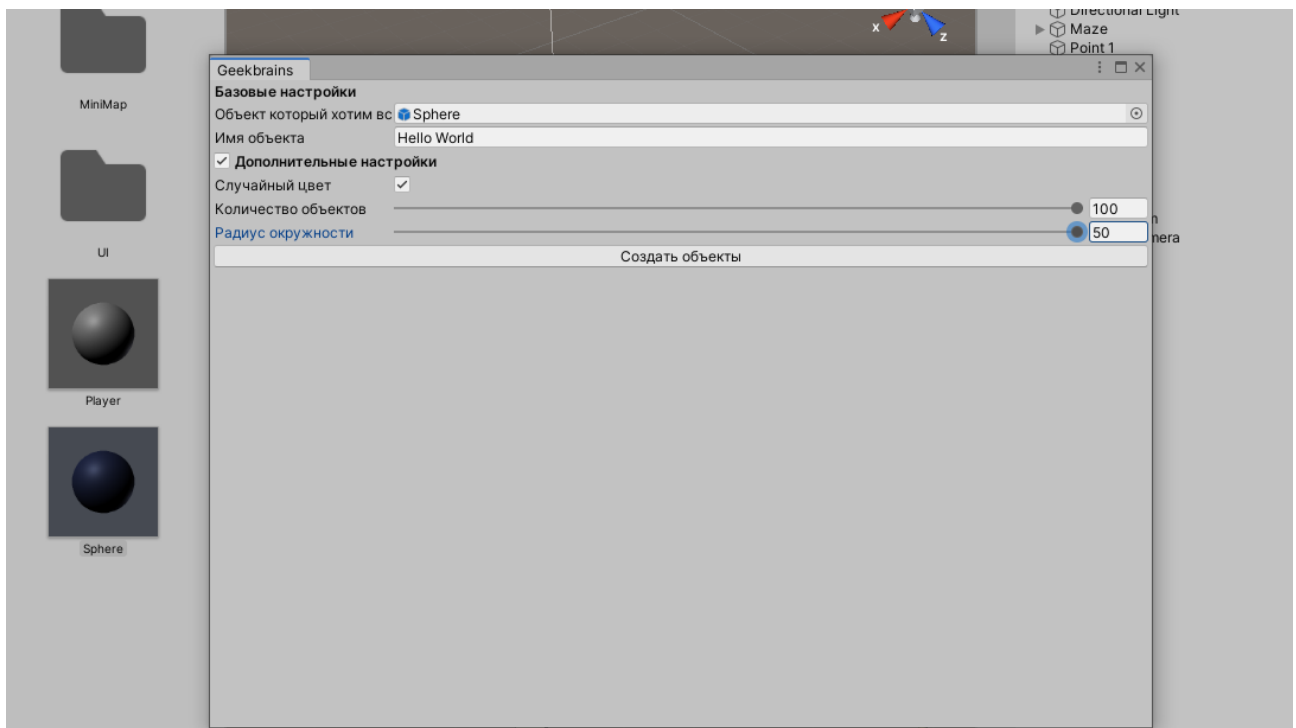 Directional Light
x
z
Maze
Point 1
MiniMap
UI
Player
Sphere
Geekbrains
Базовые настройки
Объект который хотим вс
Sphere
Имя объекта
Hello World
Дополнительные настройки
Случайный цвет
Количество объектов
100
Радиус окружности
50
Создать объекты